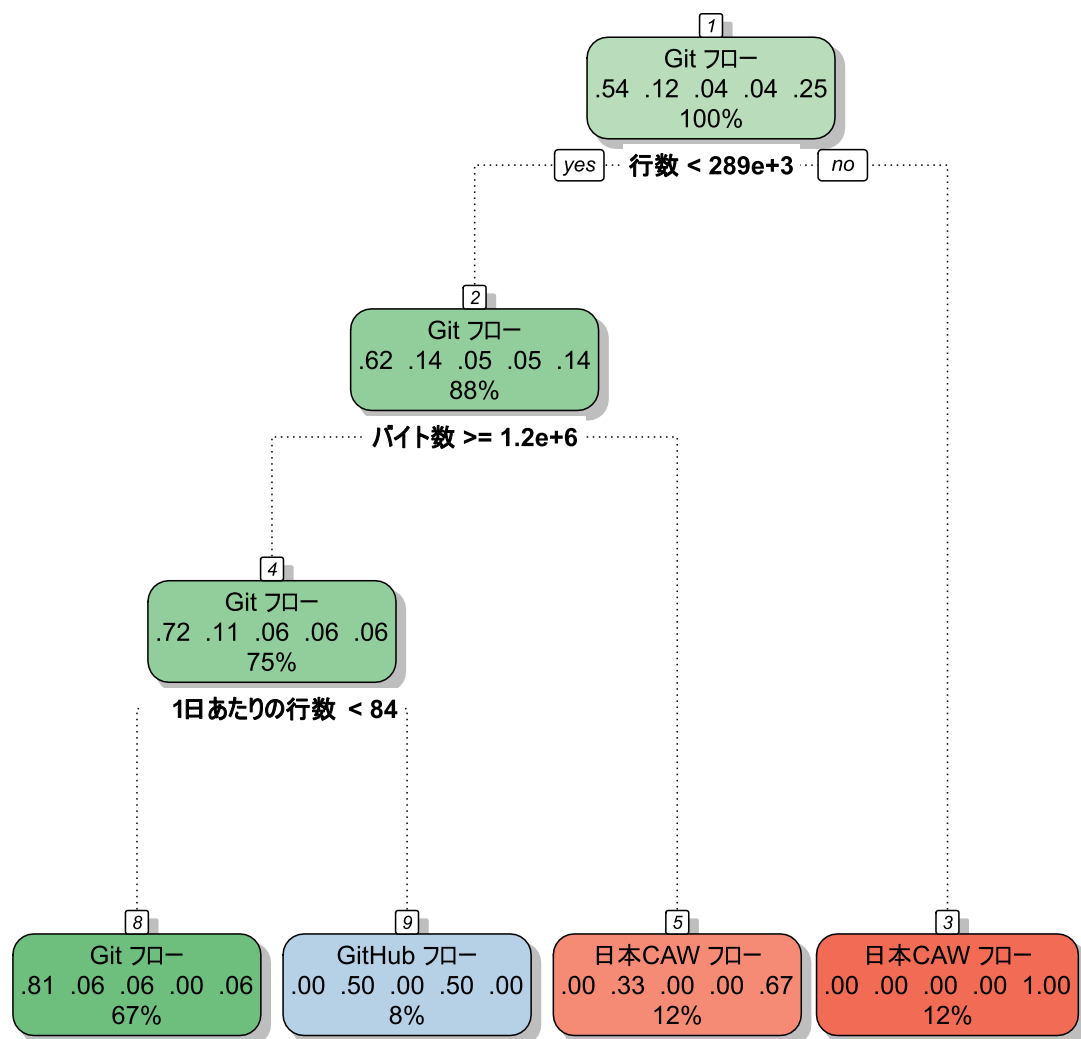 1
Git フロー
.54 .12 .04 .04 .25
100%
yes 行数 < 289e+3 no
2
Git フロー
.62 .14 .05 .05 .14
88%
バイト数 >= 1.2e+6
4
Git フロー
.72 .11 .06 .06 .06
75%
1日あたりの行数 < 84
8
Git フロー
.81 .06 .06 .00 .06
67%
9
GitHub フロー
.00 .50 .00 .50 .00
8%
5
日本CAW フロー
.00 .33 .00 .00 .67
12%
3
日本CAW フロー
.00 .00 .00 .00 1.00
12%